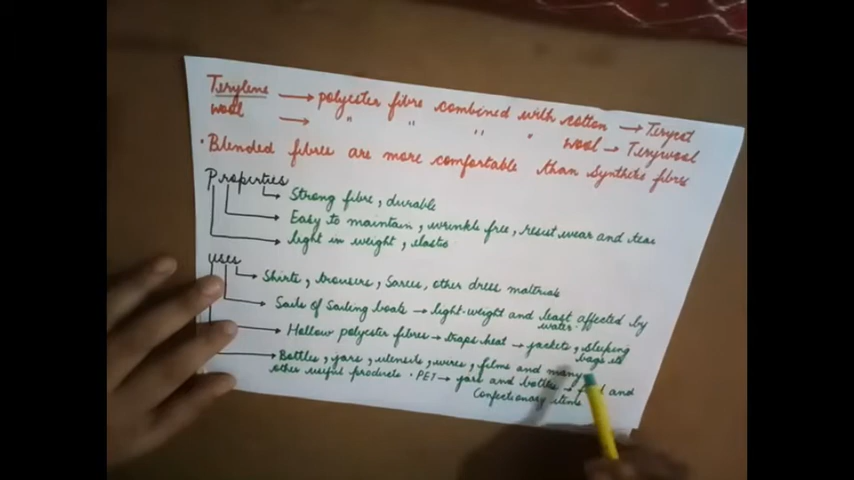 Terylene → polyester fibre combined with cotton → Terycot
wool → " " " " wool → Terywool
• Blended fibres are more comfortable than synthetic fibre
Properties
Strong fibre, durable
Easy to maintain, wrinkle free, resist wear and tear
light in weight, elastic
uses
Shirts, trousers, Sarees, other dress materials
Sails of Sailing boats → light-weight and least affected by
water.
Hollow polyester fibres → traps heat → jackets, sleeping
bags etc
Bottles, jars, utensils, wires, films and many
other useful products. PET → jars and bottles → and
Confectionary items